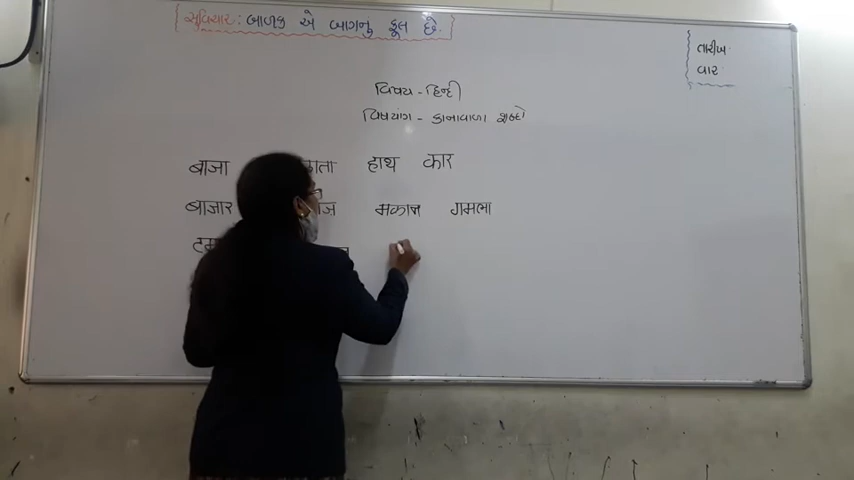 સુવિચાર: બાળક એ બાગનું ફૂલ છે.
તારીખ
વાર
વિષય - હિન્દી
વિષયાંગ - કાનાવાળા શબ્દો
बाजा हाथ कार
बाजार मकान गमला